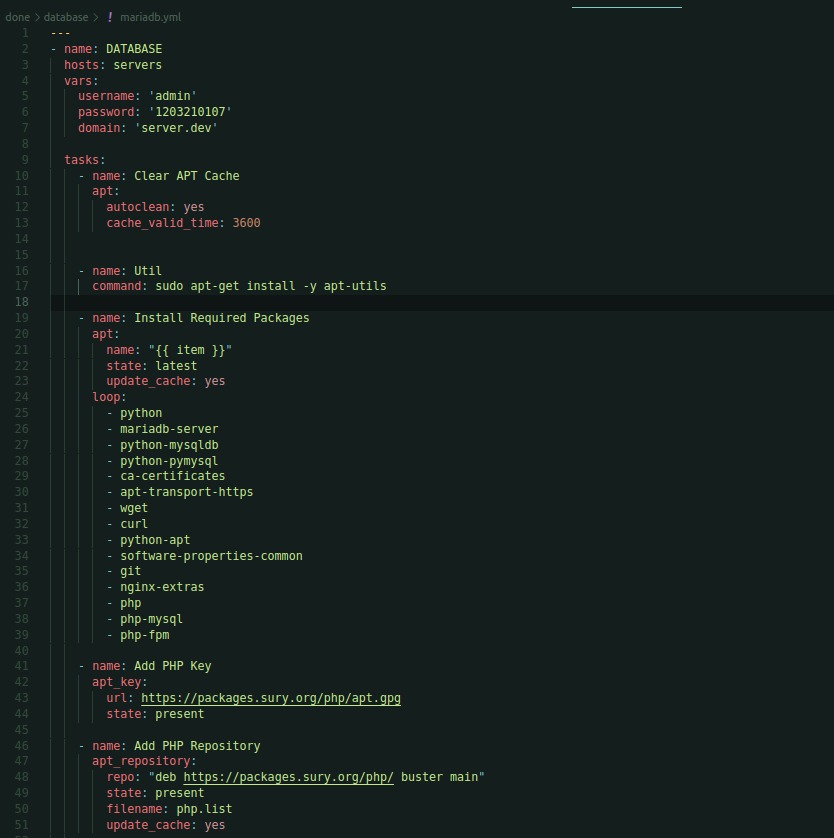 done > database > ! mariadb.yml
1 ---
2 - name: DATABASE
3   hosts: servers
4   vars:
5     username: 'admin'
6     password: '1203210107'
7     domain: 'server.dev'
8
9   tasks:
10     - name: Clear APT Cache
11       apt:
12         autoclean: yes
13         cache_valid_time: 3600
14
15
16     - name: Util
17       command: sudo apt-get install -y apt-utils
18
19     - name: Install Required Packages
20       apt:
21         name: "{{ item }}"
22         state: latest
23         update_cache: yes
24       loop:
25         - python
26         - mariadb-server
27         - python-mysqldb
28         - python-pymysql
29         - ca-certificates
30         - apt-transport-https
31         - wget
32         - curl
33         - python-apt
34         - software-properties-common
35         - git
36         - nginx-extras
37         - php
38         - php-mysql
39         - php-fpm
40
41     - name: Add PHP Key
42       apt_key:
43         url: https://packages.sury.org/php/apt.gpg
44         state: present
45
46     - name: Add PHP Repository
47       apt_repository:
48         repo: "deb https://packages.sury.org/php/ buster main"
49         state: present
50         filename: php.list
51         update_cache: yes